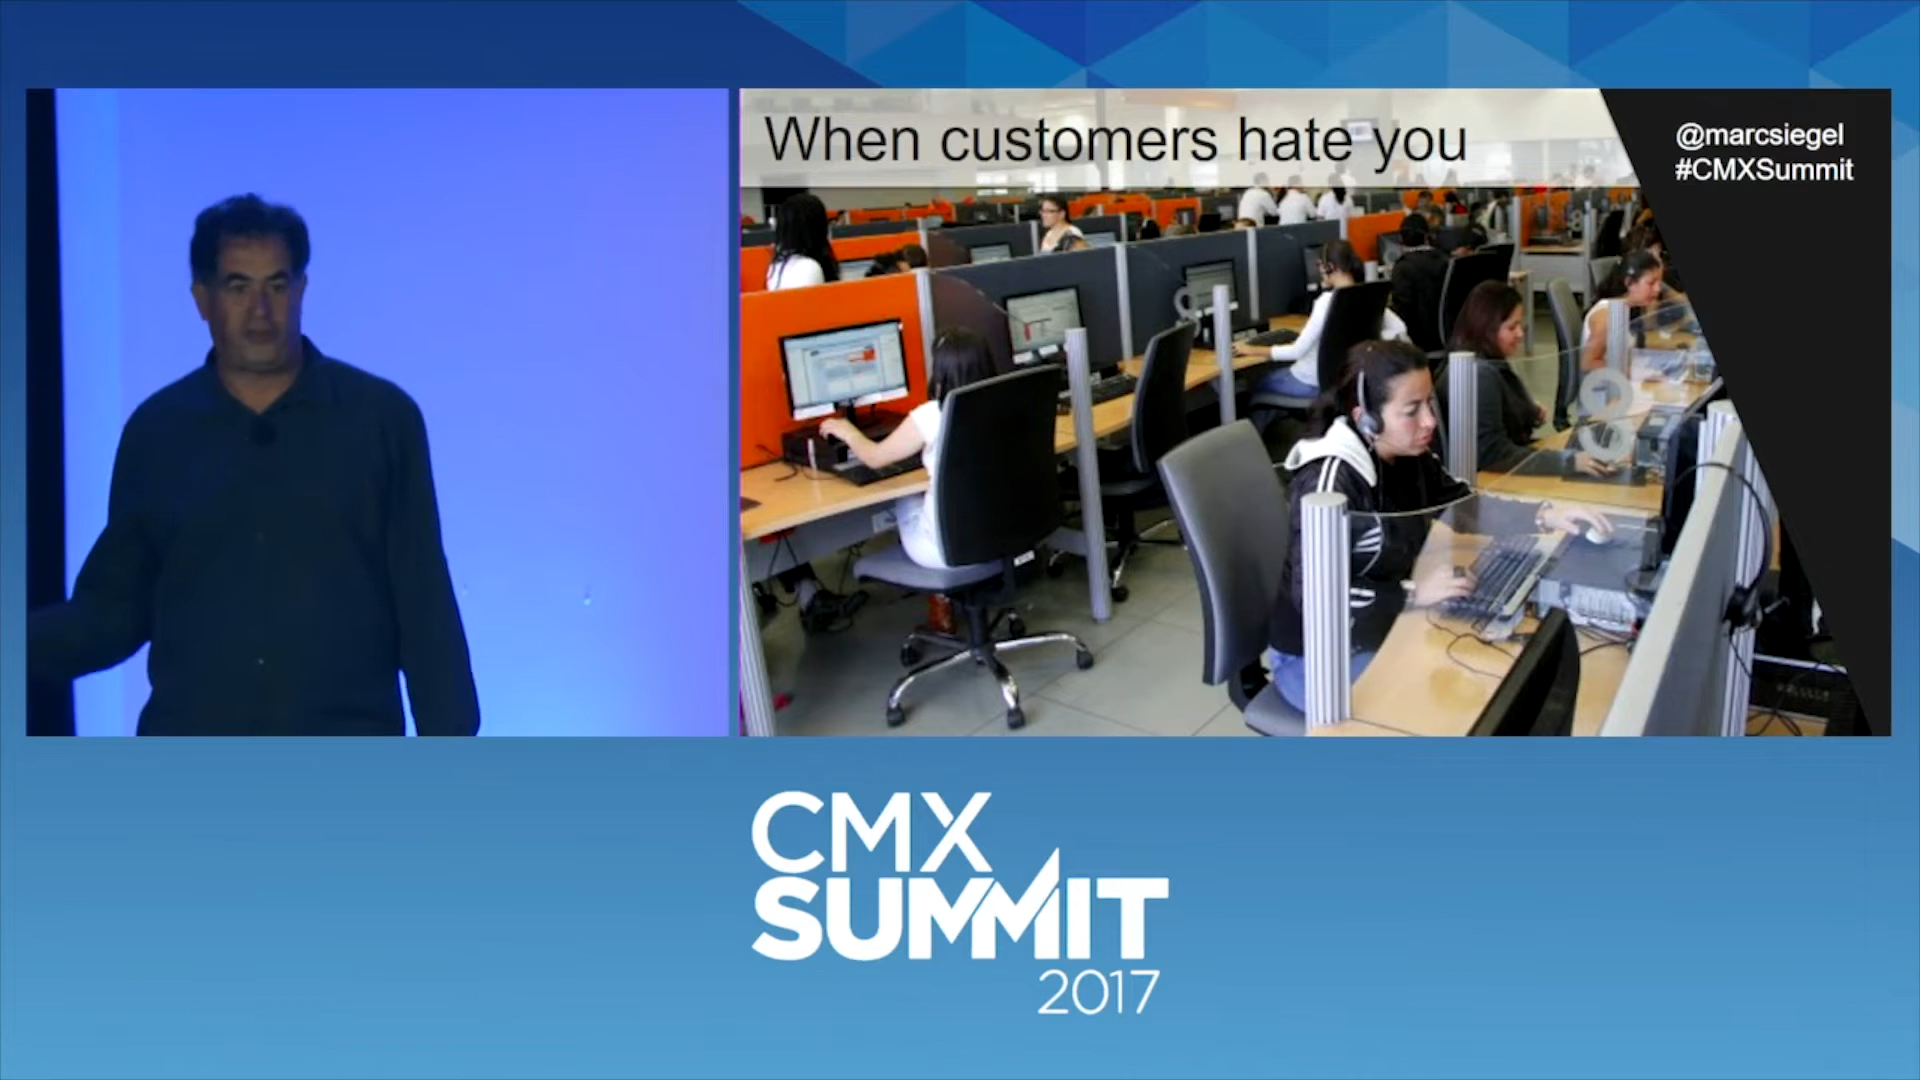 When customers hate you
@marcsiegel
#CMXSummit
CMX
SUMMIT
2017